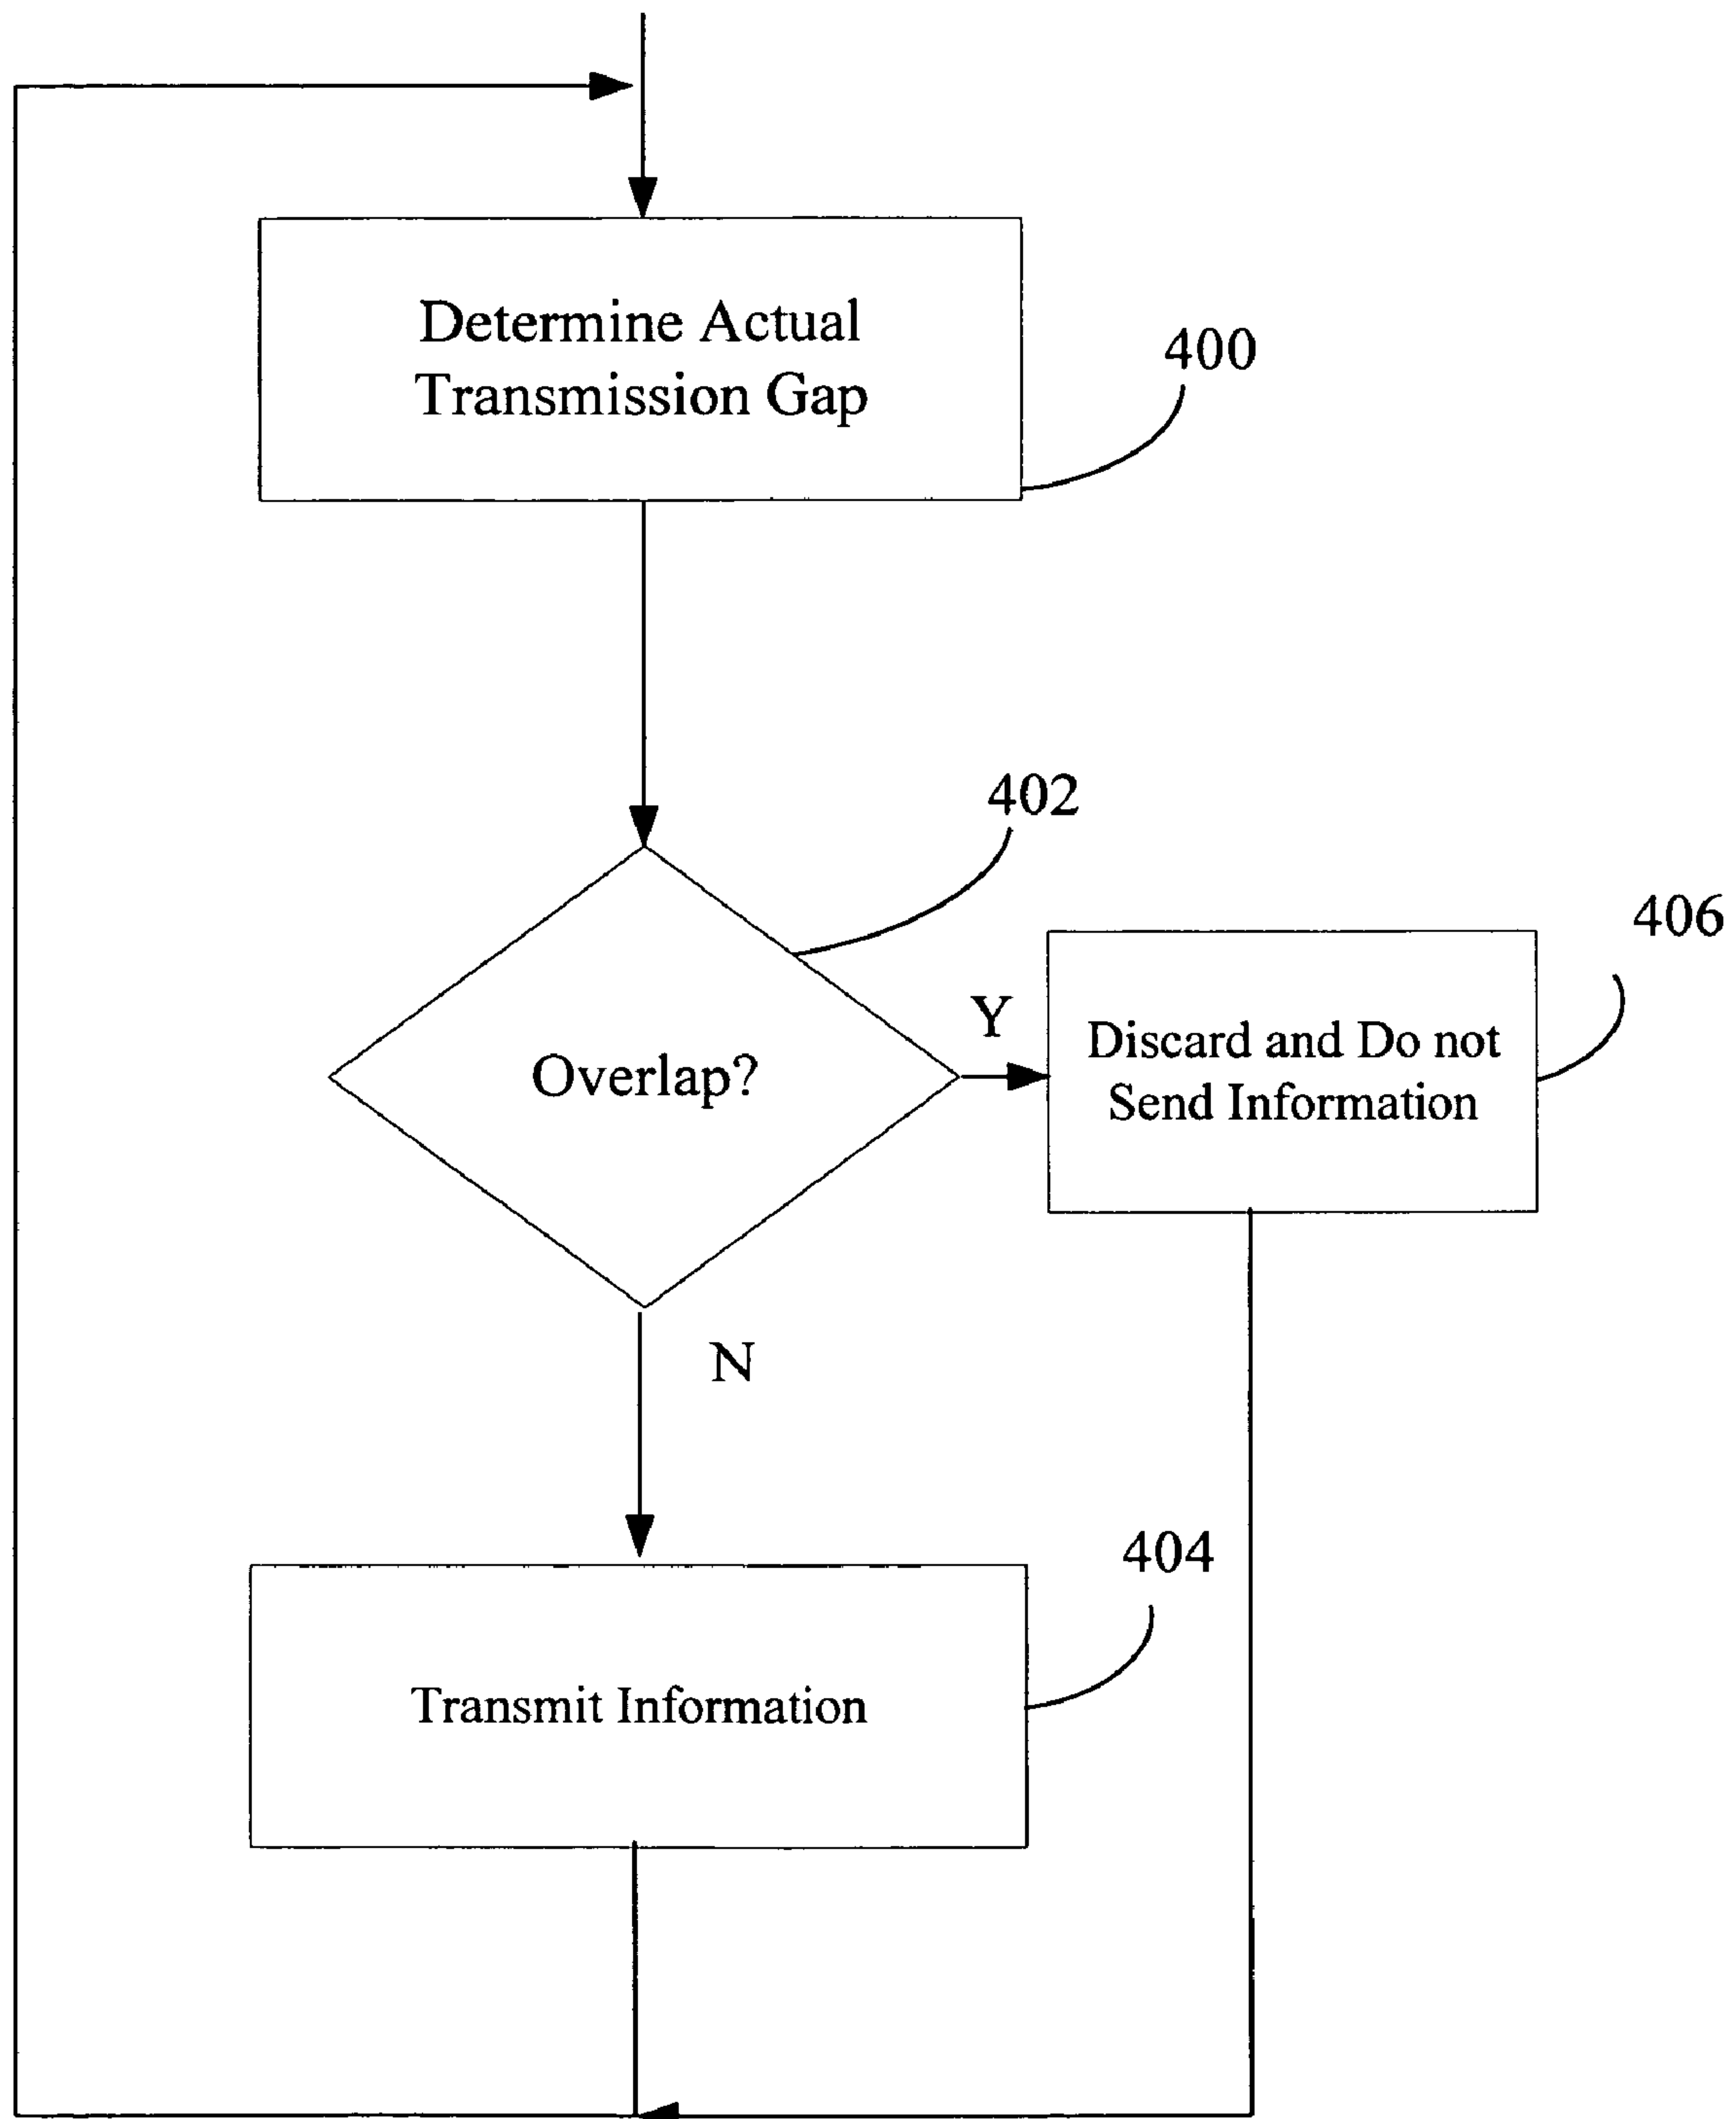 Determine Actual
Transmission Gap
400
402
406
Y
Discard and Do not
Send Information
Overlap?
N
404
Transmit Information